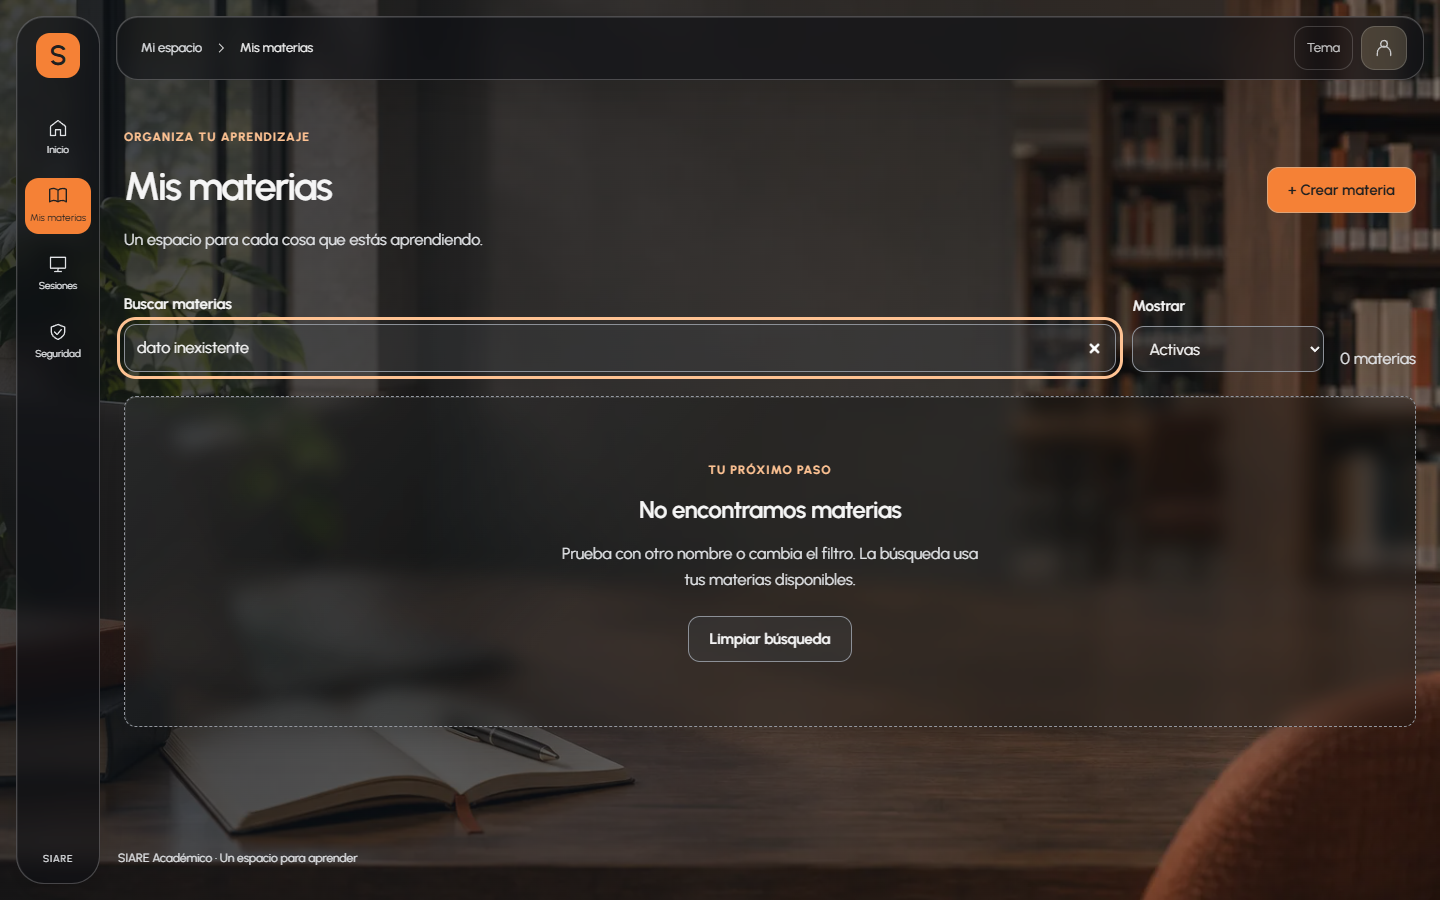 S
Mi espacio > Mis materias
Tema
Inicio
Mis materias
Sesiones
Seguridad
SIARE
ORGANIZA TU APRENDIZAJE
Mis materias
+ Crear materia
Un espacio para cada cosa que estás aprendiendo.
Buscar materias
Mostrar
dato inexistente
Activas
0 materias
TU PRÓXIMO PASO
No encontramos materias
Prueba con otro nombre o cambia el filtro. La búsqueda usa
tus materias disponibles.
Limpiar búsqueda
SIARE Académico · Un espacio para aprender